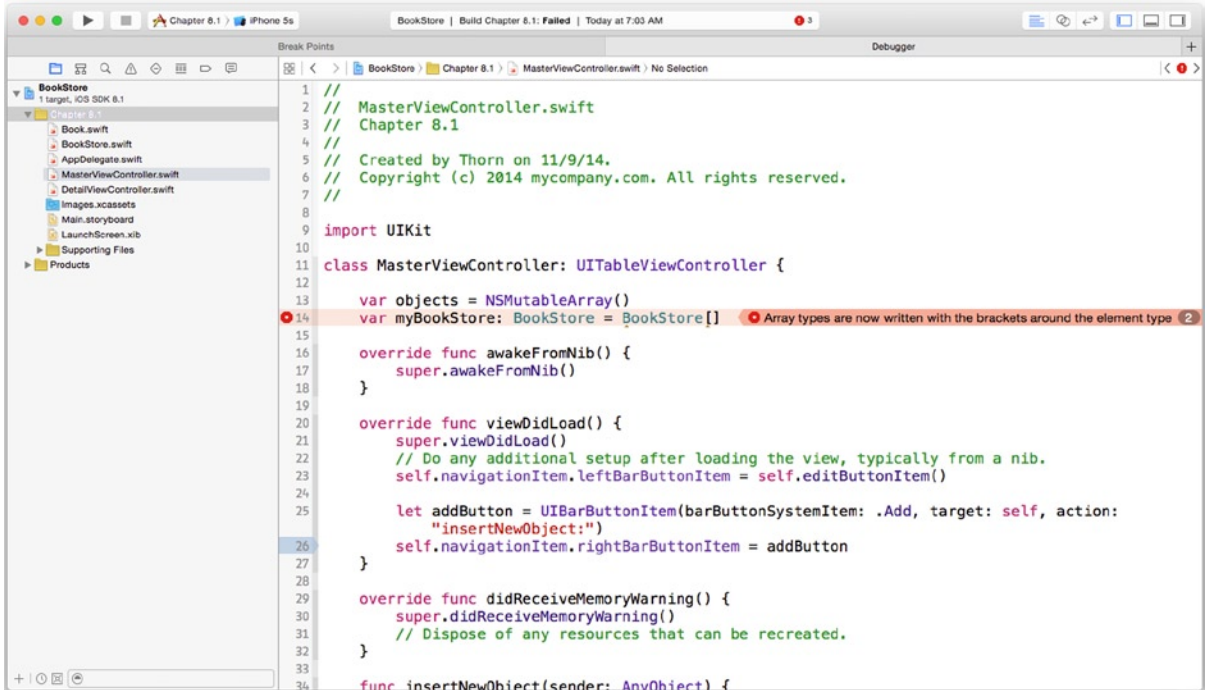 Chapter 8.1 › iPhone 5s
BookStore | Build Chapter 8.1: Failed | Today at 7:03 AM
3
Break Points
Debugger
BookStore
1 target, iOS SDK 8.1
Chapter 8.1
Book.swift
BookStore.swift
AppDelegate.swift
MasterViewController.swift
DetailViewController.swift
Images.xcassets
Main.storyboard
LaunchScreen.xib
Supporting Files
Products
BookStore › Chapter 8.1 › MasterViewController.swift › No Selection
1 //
2 //  MasterViewController.swift
3 //  Chapter 8.1
4 //
5 //  Created by Thorn on 11/9/14.
6 //  Copyright (c) 2014 mycompany.com. All rights reserved.
7 //
8
9 import UIKit
10
11 class MasterViewController: UITableViewController {
12
13     var objects = NSMutableArray()
14     var myBookStore: BookStore = BookStore[] Array types are now written with the brackets around the element type 2
15
16     override func awakeFromNib() {
17         super.awakeFromNib()
18     }
19
20     override func viewDidLoad() {
21         super.viewDidLoad()
22         // Do any additional setup after loading the view, typically from a nib.
23         self.navigationItem.leftBarButtonItem = self.editButtonItem()
24
25         let addButton = UIBarButtonItem(barButtonSystemItem: .Add, target: self, action:
"insertNewObject:")
26         self.navigationItem.rightBarButtonItem = addButton
27     }
28
29     override func didReceiveMemoryWarning() {
30         super.didReceiveMemoryWarning()
31         // Dispose of any resources that can be recreated.
32     }
33
34     func insertNewObject(sender: AnyObject) {